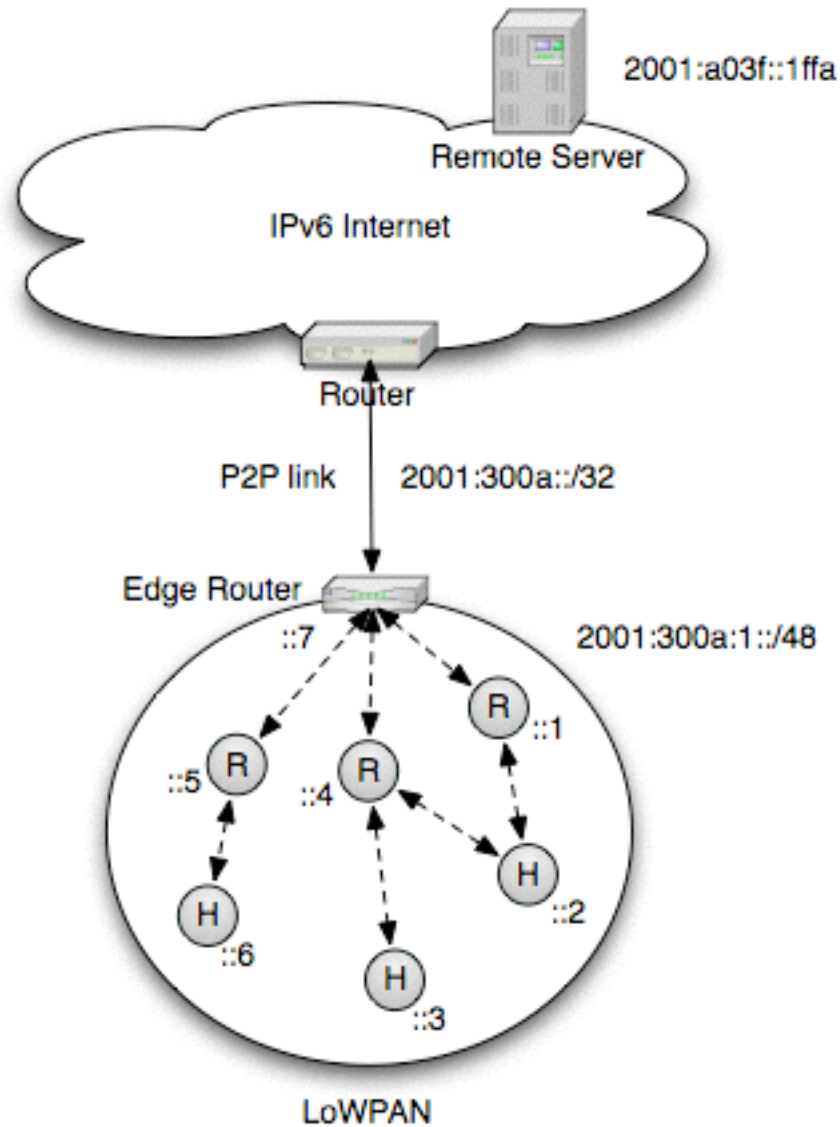 2001:a03f::1ffa
Remote Server
IPv6 Internet
Router
P2P link
2001:300a::/32
Edge Router
::7
2001:300a:1::/48
R
::1
R
::5
R
::4
H
::2
H
::6
H
::3
LoWPAN